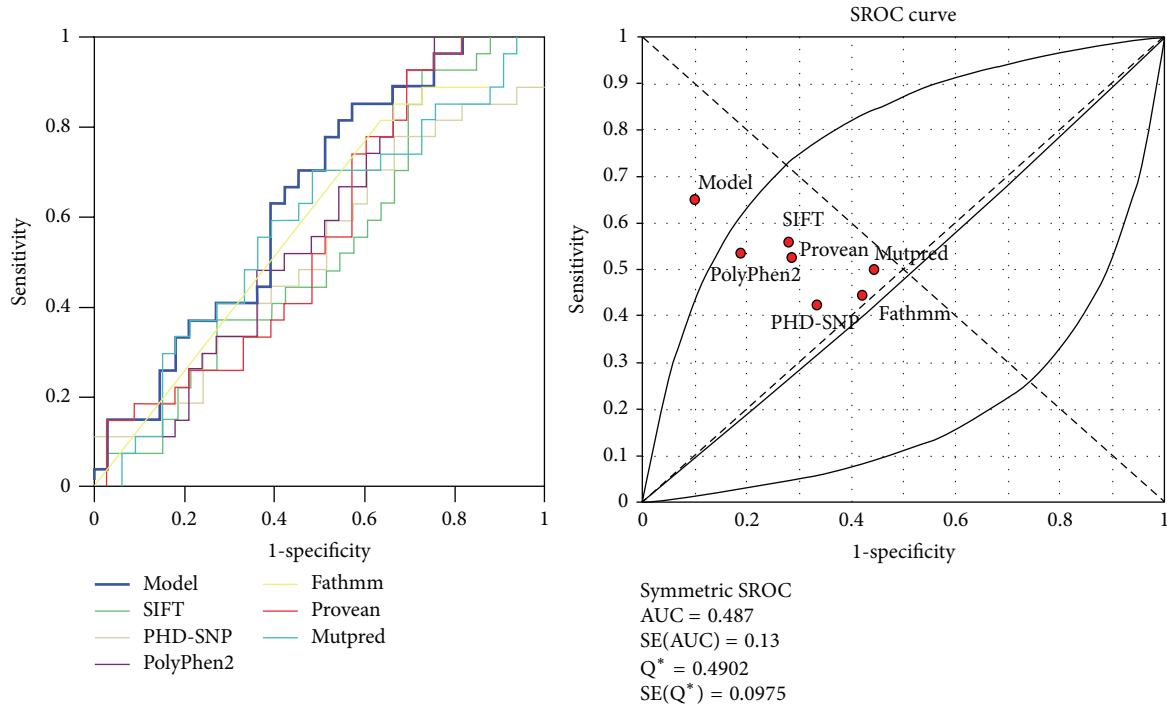 1
0.8
0.6
0.4
0.2
0
Sensitivity
0 0.2 0.4 0.6 0.8 1
1-specificity
Model
SIFT
PHD-SNP
PolyPhen2
Fathmm
Provean
Mutpred
SROC curve
1
0.9
0.8
0.7
0.6
0.5
0.4
0.3
0.2
0.1
0
Sensitivity
Model
SIFT
Provean
Mutpred
PolyPhen2
PHD-SNP
Fathmm
0 0.2 0.4 0.6 0.8 1
1-specificity
Symmetric SROC
AUC = 0.487
SE(AUC) = 0.13
Q* = 0.4902
SE(Q*) = 0.0975